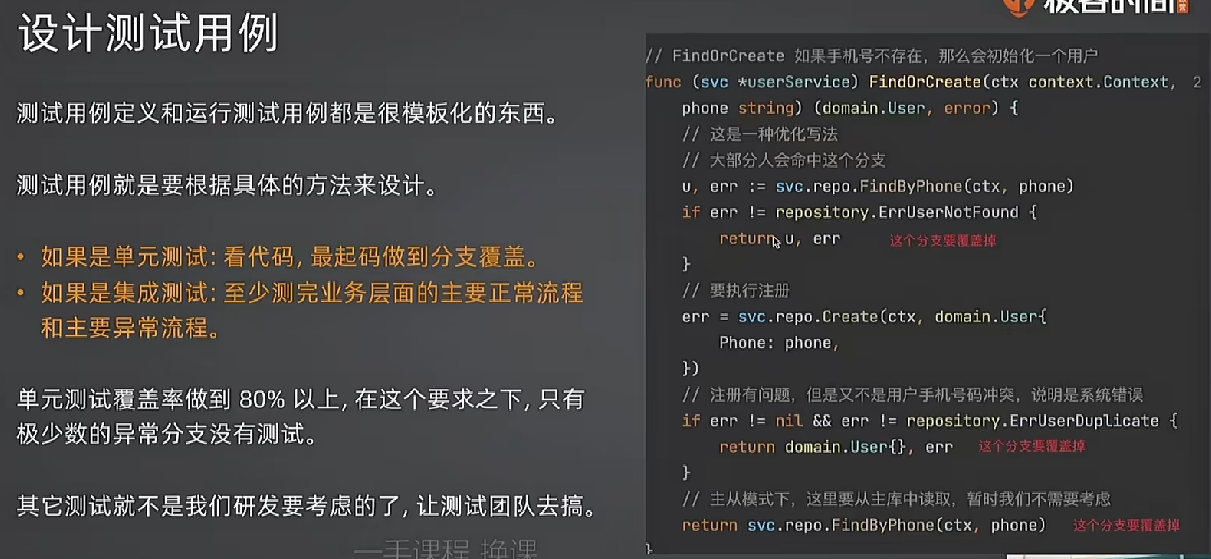 设计测试用例
极客时间
测试用例定义和运行测试用例都是很模板化的东西。
测试用例就是要根据具体的方法来设计。
• 如果是单元测试: 看代码, 最起码做到分支覆盖。
• 如果是集成测试: 至少测完业务层面的主要正常流程
和主要异常流程。
单元测试覆盖率做到 80% 以上, 在这个要求之下, 只有
极少数的异常分支没有测试。
其它测试就不是我们研发要考虑的了, 让测试团队去搞。
// FindOrCreate 如果手机号不存在, 那么会初始化一个用户
func (svc *userService) FindOrCreate(ctx context.Context, 2
phone string) (domain.User, error) {
// 这是一种优化写法
// 大部分人会命中这个分支
u, err := svc.repo.FindByPhone(ctx, phone)
if err != repository.ErrUserNotFound {
return u, err 这个分支要覆盖掉
}
// 要执行注册
err = svc.repo.Create(ctx, domain.User{
Phone: phone,
})
// 注册有问题, 但是又不是用户手机号码冲突, 说明是系统错误
if err != nil && err != repository.ErrUserDuplicate {
return domain.User{}, err 这个分支要覆盖掉
}
// 主从模式下, 这里要从主库中读取, 暂时我们不需要考虑
return svc.repo.FindByPhone(ctx, phone) 这个分支要覆盖掉
}
一手课程 换课